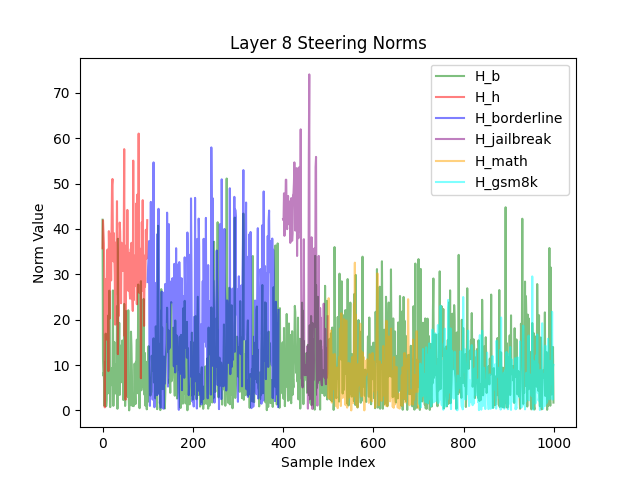 Layer 8 Steering Norms
H_b
H_h
H_borderline
H_jailbreak
H_math
H_gsm8k
Norm Value
70
60
50
40
30
20
10
0
0
200
400
600
800
1000
Sample Index